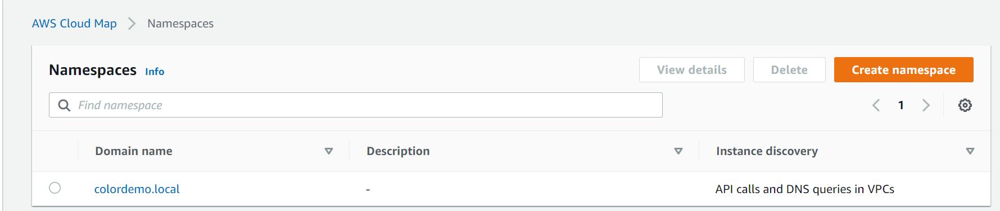 AWS Cloud Map > Namespaces
Namespaces Info View details Delete Create namespace
Find namespace 1
Domain name Description Instance discovery
colordemo.local - API calls and DNS queries in VPCs